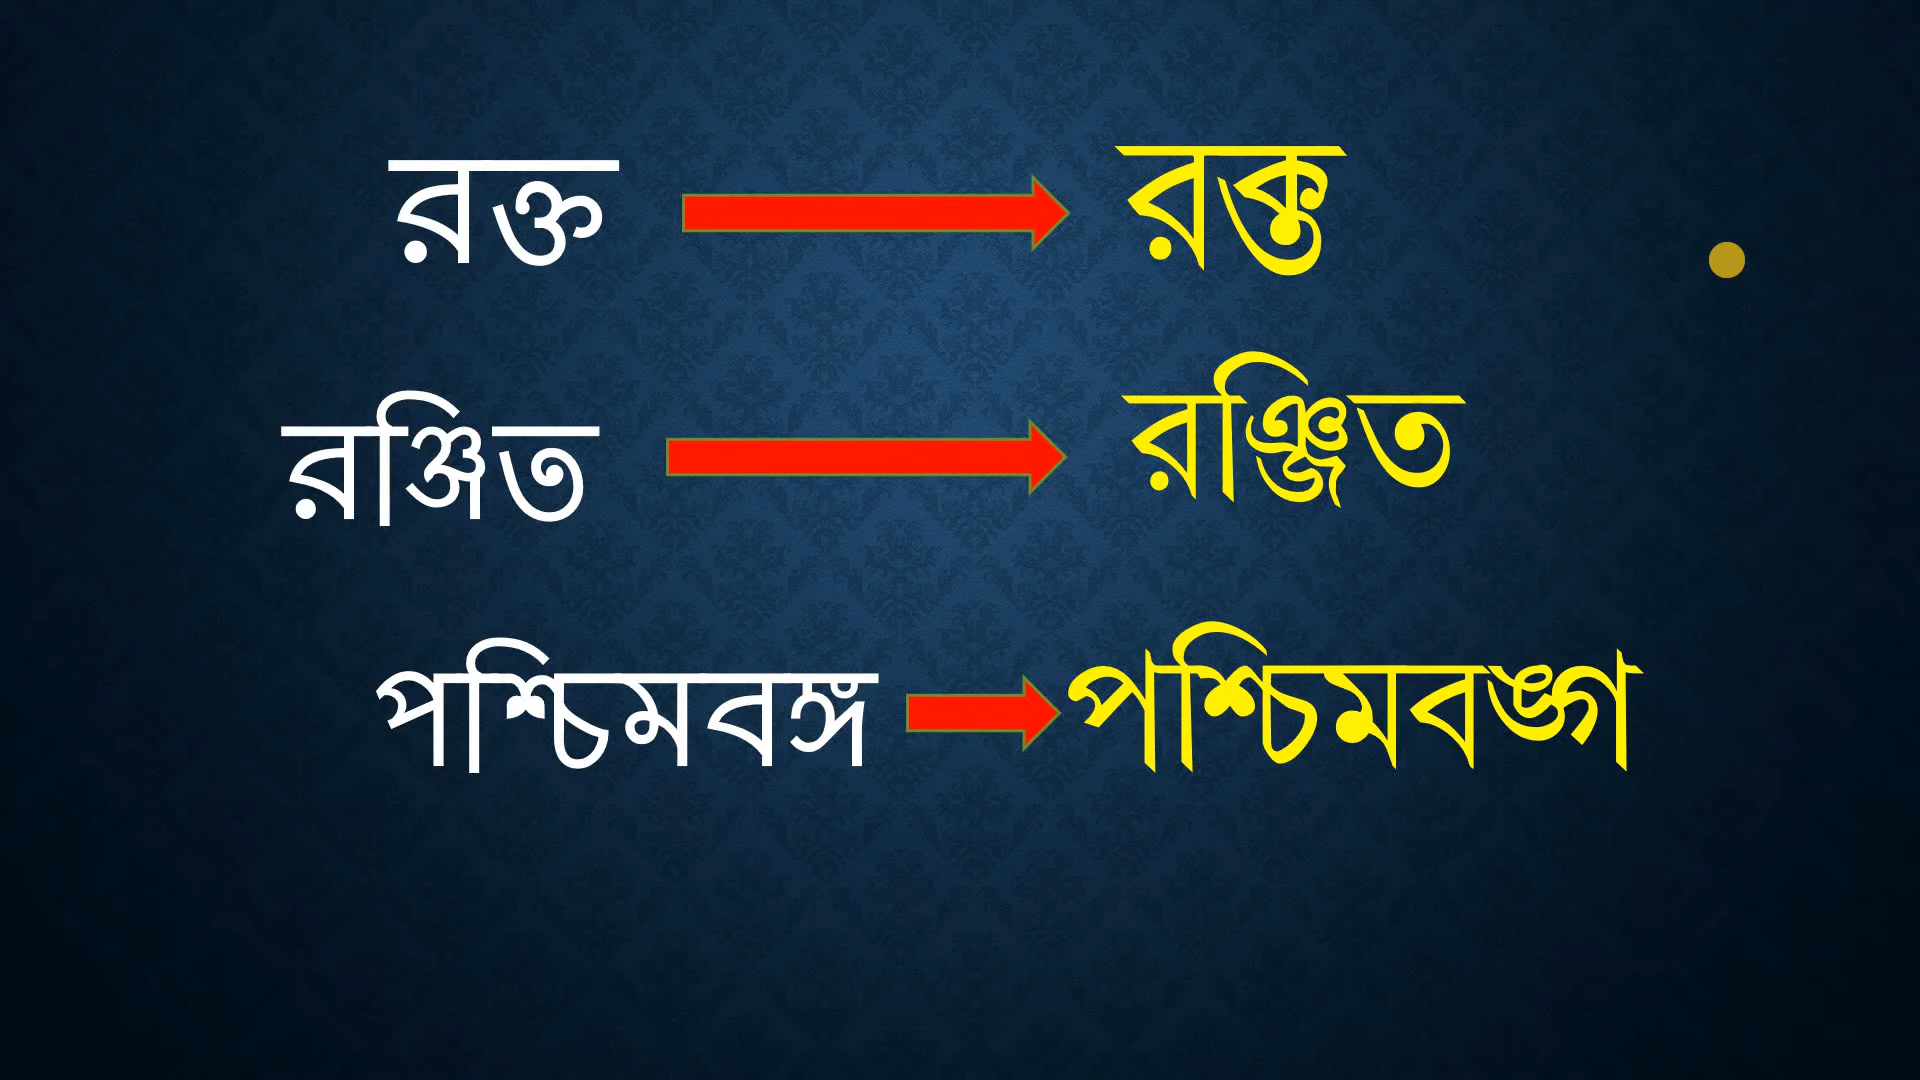 রক্ত রক্ত
রঞ্জিত রঞ্জিত
পশ্চিমবঙ্গ পশ্চিমবঙ্গ